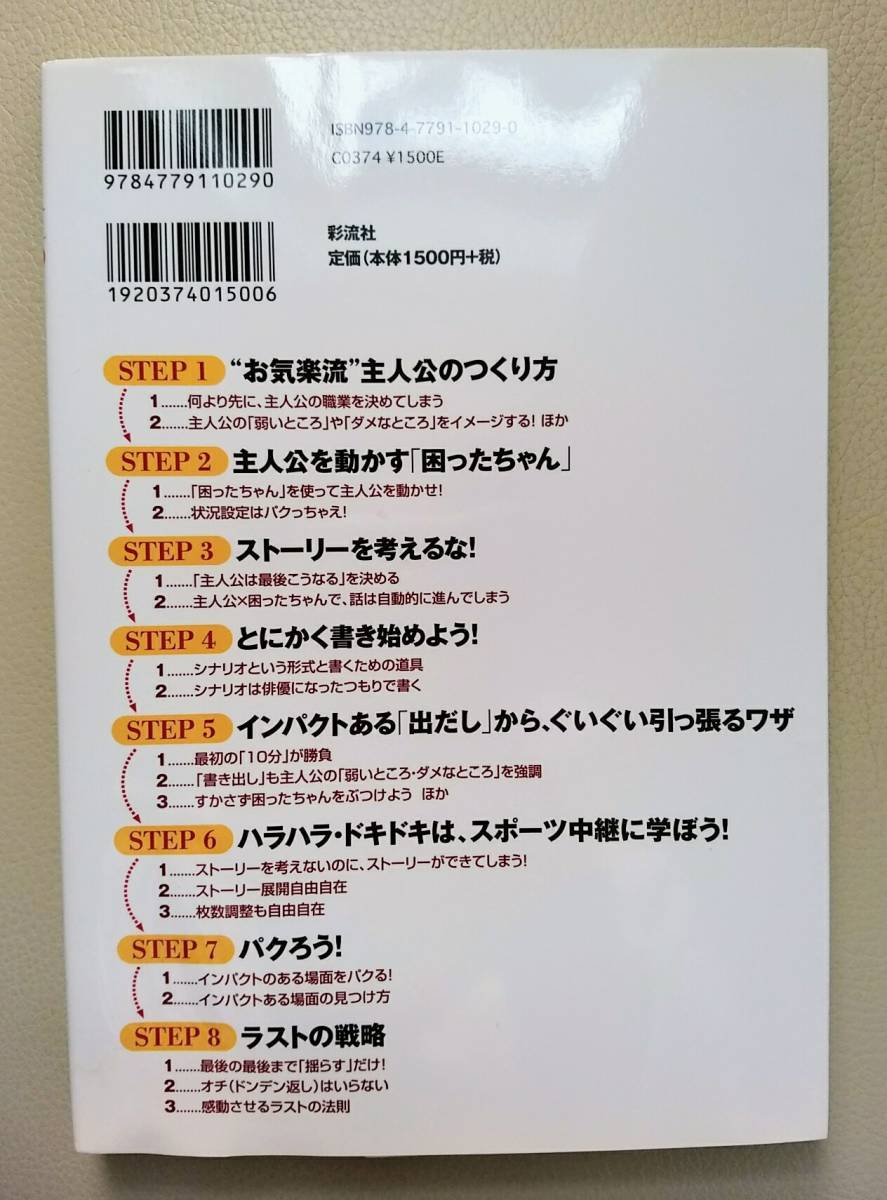 ISBN978-4-7791-1029-0
C0374 ¥1500E
9784779110290
彩流社
定価(本体1500円+税)
1920374015006
STEP 1 “お気楽流”主人公のつくり方
1.......何より先に、主人公の職業を決めてしまう
2.......主人公の「弱いところ」や「ダメなところ」をイメージする! ほか
STEP 2 主人公を動かす「困ったちゃん」
1.......「困ったちゃん」を使って主人公を動かせ!
2.......状況設定はパクっちゃえ!
STEP 3 ストーリーを考えるな!
1.......「主人公は最後こうなる」を決める
2.......主人公×困ったちゃんで、話は自動的に進んでしまう
STEP 4 とにかく書き始めよう!
1.......シナリオという形式と書くための道具
2.......シナリオは俳優になったつもりで書く
STEP 5 インパクトある「出だし」から、ぐいぐい引っ張るワザ
1.......最初の「10分」が勝負
2.......「書き出し」も主人公の「弱いところ・ダメなところ」を強調
3.......すかさず困ったちゃんをぶつけよう ほか
STEP 6 ハラハラ・ドキドキは、スポーツ中継に学ぼう!
1.......ストーリーを考えないのに、ストーリーができてしまう!
2.......ストーリー展開自由自在
3.......枚数調整も自由自在
STEP 7 パクろう!
1.......インパクトのある場面をパクる!
2.......インパクトある場面の見つけ方
STEP 8 ラストの戦略
1.......最後の最後まで「揺らす」だけ!
2.......オチ(ドンデン返し)はいらない
3.......感動させるラストの法則